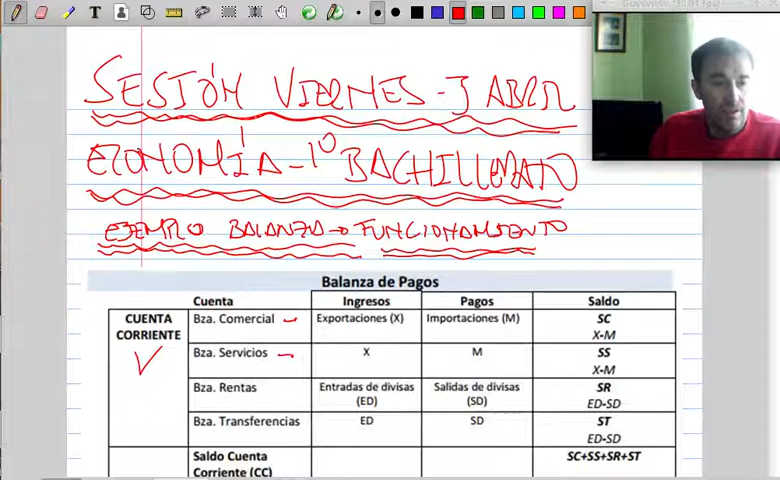 SESIÓN VIERNES - 3 ABRIL
ECONOMÍA - 1º BACHILLERATO
EJEMPLO BALANZA → FUNCIONAMIENTO
Balanza de Pagos
Cuenta Ingresos Pagos Saldo
CUENTA CORRIENTE Bza. Comercial Exportaciones (X) Importaciones (M) SC X-M
Bza. Servicios X M SS X-M
Bza. Rentas Entradas de divisas (ED) Salidas de divisas (SD) SR ED-SD
Bza. Transferencias ED SD ST ED-SD
Saldo Cuenta Corriente (CC) SC+SS+SR+ST